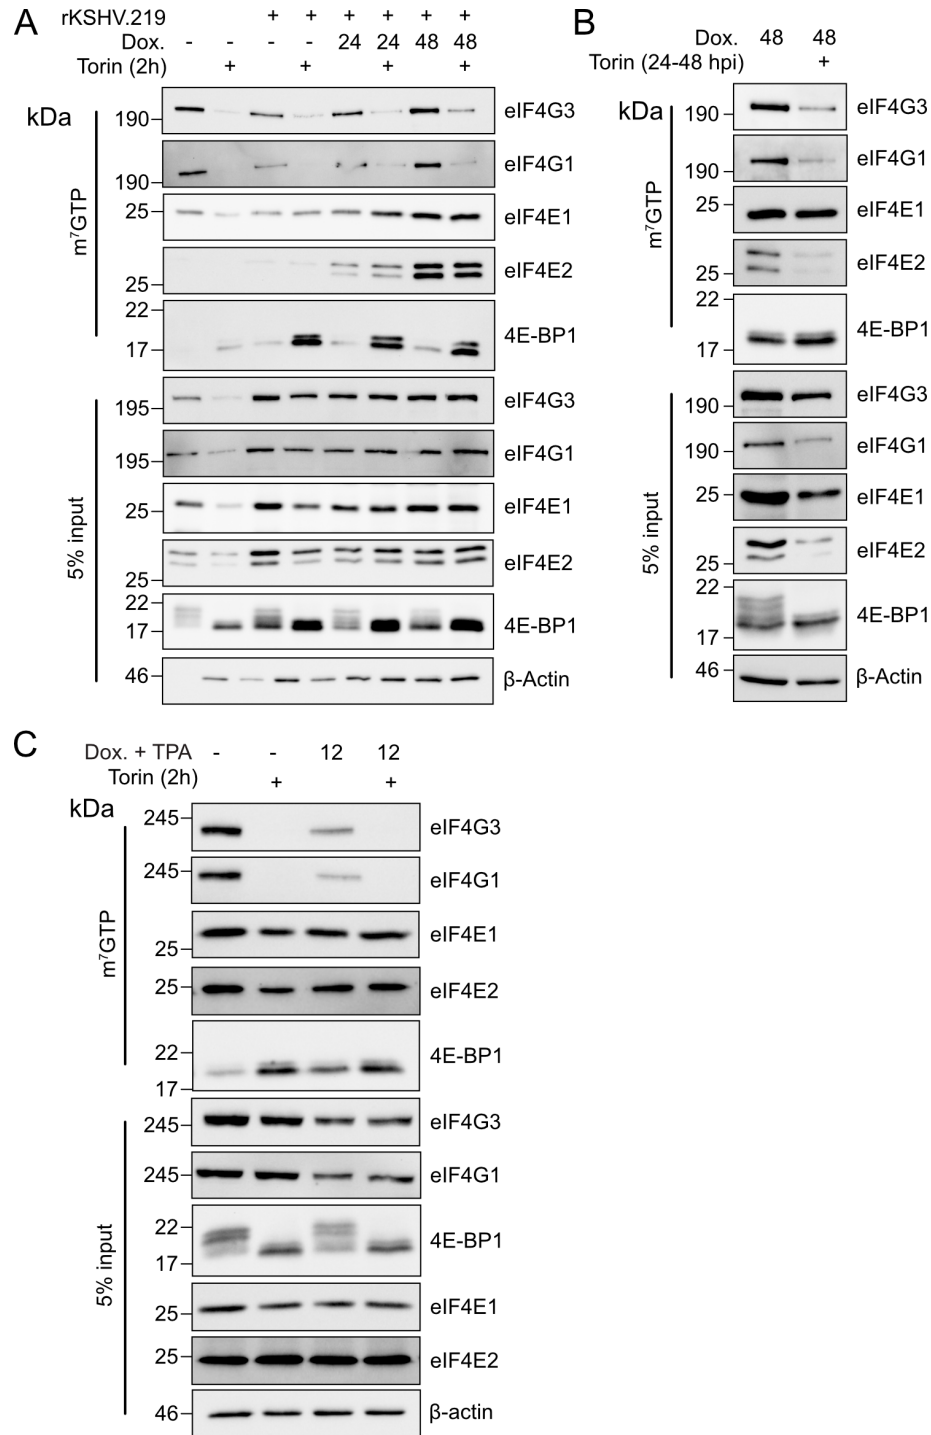 A
rKSHV.219 + + + + + +
Dox. - - - - 24 24 48 48
Torin (2h) + + + +
kDa
m⁷GTP
190 eIF4G3
190 eIF4G1
25 eIF4E1
25 eIF4E2
22
17 4E-BP1
5% input
195 eIF4G3
195 eIF4G1
25 eIF4E1
25 eIF4E2
22
17 4E-BP1
46 β-Actin
B
Dox. 48 48
Torin (24-48 hpi) +
kDa
m⁷GTP
190 eIF4G3
190 eIF4G1
25 eIF4E1
25 eIF4E2
22
17 4E-BP1
5% input
190 eIF4G3
190 eIF4G1
25 eIF4E1
25 eIF4E2
22
17 4E-BP1
46 β-Actin
C
Dox. + TPA - - 12 12
Torin (2h) + +
kDa
m⁷GTP
245 eIF4G3
245 eIF4G1
25 eIF4E1
25 eIF4E2
22
17 4E-BP1
5% input
245 eIF4G3
245 eIF4G1
22
17 4E-BP1
25 eIF4E1
25 eIF4E2
46 β-actin